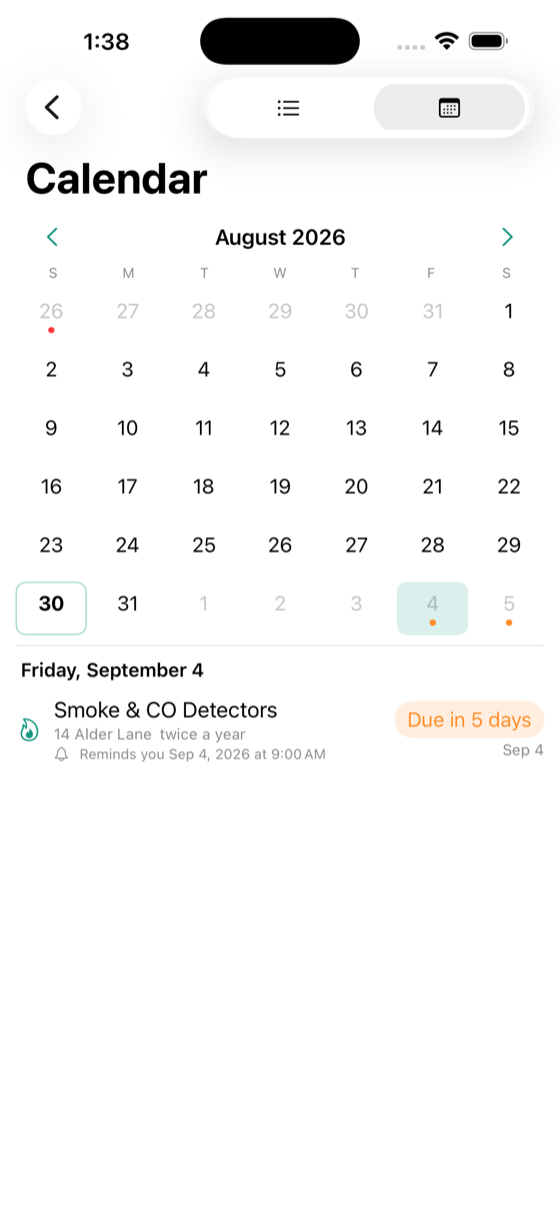 1:38
Calendar
August 2026
S M T W T F S
26 27 28 29 30 31 1
2 3 4 5 6 7 8
9 10 11 12 13 14 15
16 17 18 19 20 21 22
23 24 25 26 27 28 29
30 31 1 2 3 4 5
Friday, September 4
Smoke & CO Detectors
Due in 5 days
14 Alder Lane twice a year
Reminds you Sep 4, 2026 at 9:00 AM
Sep 4